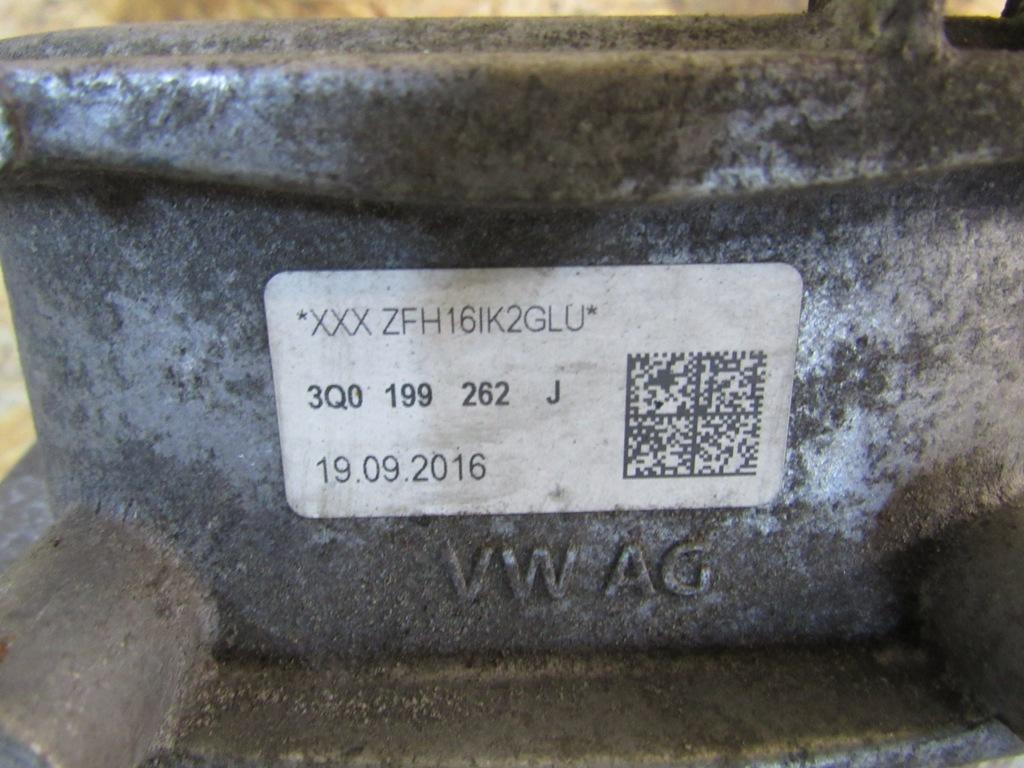 *XXX ZFH16IK2GLU*
3Q0 199 262 J
19.09.2016
VW AG